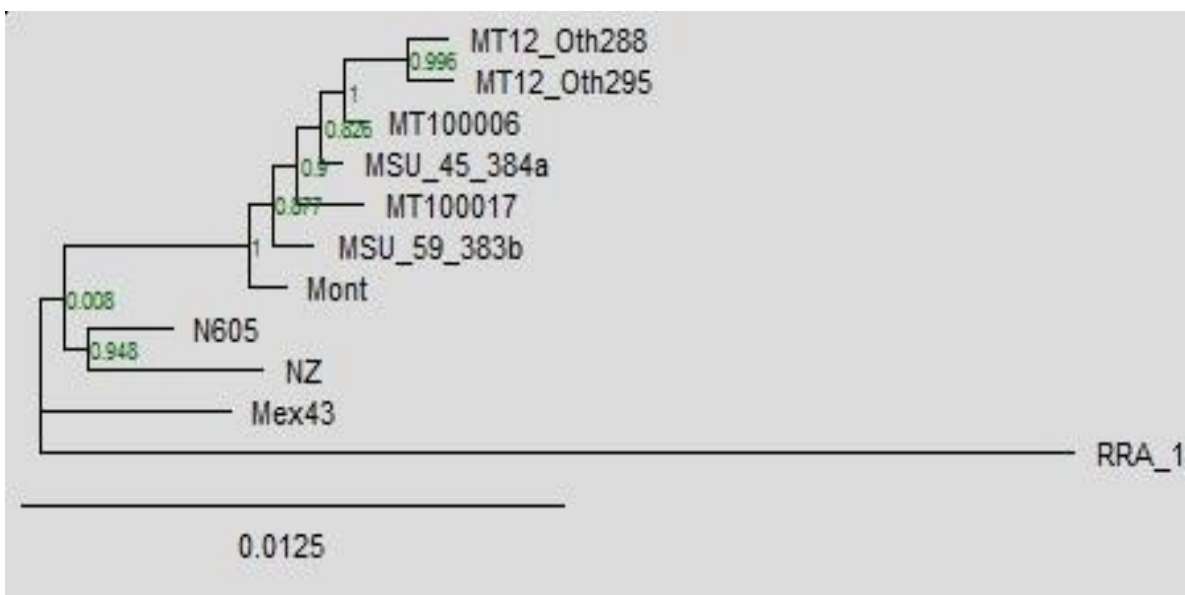 MT12_Oth288
0.996
MT12_Oth295
1
MT100006
0.826
MSU_45_384a
0.9
MT100017
0.877
MSU_59_383b
1
Mont
0.008
N605
0.948
NZ
Mex43
RRA_1
0.0125